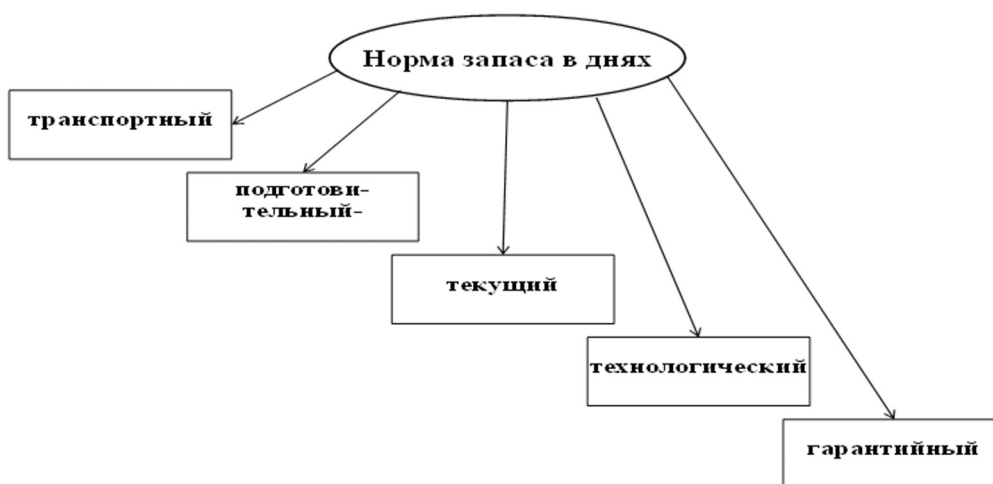 Норма запаса в днях
транспортный
подготови-
тельный-
текущий
технологический
гарантийный